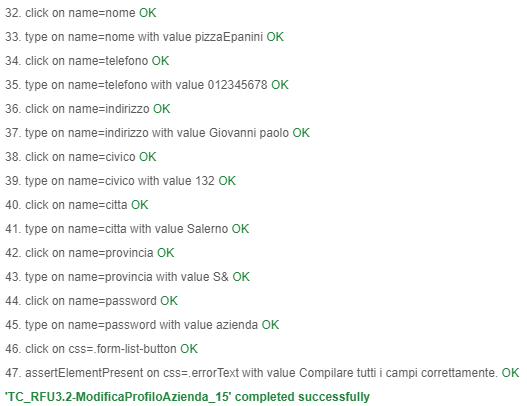 32. click on name=nome OK
33. type on name=nome with value pizzaEpanini OK
34. click on name=telefono OK
35. type on name=telefono with value 012345678 OK
36. click on name=indirizzo OK
37. type on name=indirizzo with value Giovanni paolo OK
38. click on name=civico OK
39. type on name=civico with value 132 OK
40. click on name=citta OK
41. type on name=citta with value Salerno OK
42. click on name=provincia OK
43. type on name=provincia with value S& OK
44. click on name=password OK
45. type on name=password with value azienda OK
46. click on css=.form-list-button OK
47. assertElementPresent on css=.errorText with value Compilare tutti i campi correttamente. OK
'TC_RFU3.2-ModificaProfiloAzienda_15' completed successfully